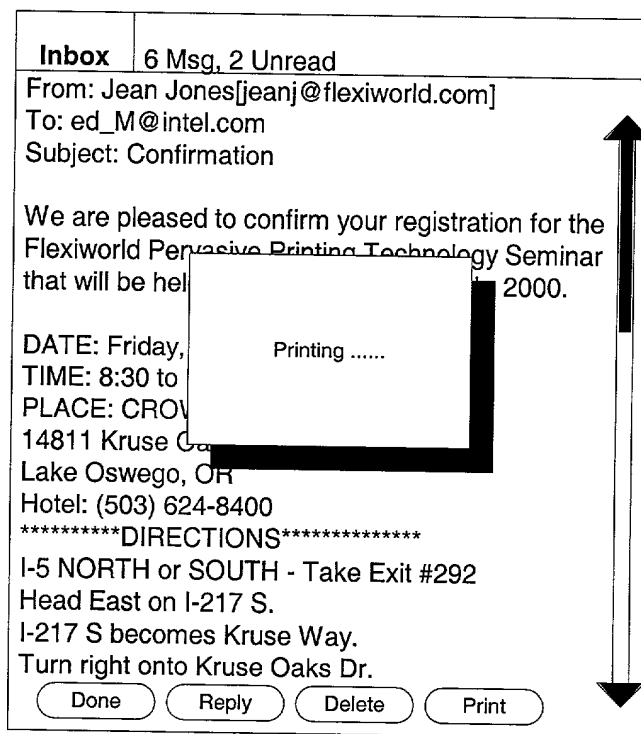 Inbox 6 Msg, 2 Unread
From: Jean Jones[jeanj@flexiworld.com]
To: ed_M@intel.com
Subject: Confirmation
We are pleased to confirm your registration for the
Flexiworld Pervasive Printing Technology Seminar
that will be 2000.
DATE: Friday,
TIME: 8:30 to
PLACE:
14811 Kruse
Lake Oswego, OR
Hotel: (503) 624-8400
**********DIRECTIONS**************
I-5 NORTH or SOUTH - Take Exit #292
Head East on I-217 S.
I-217 S becomes Kruse Way.
Turn right onto Kruse Oaks Dr.
Printing ......
Done Reply Delete Print